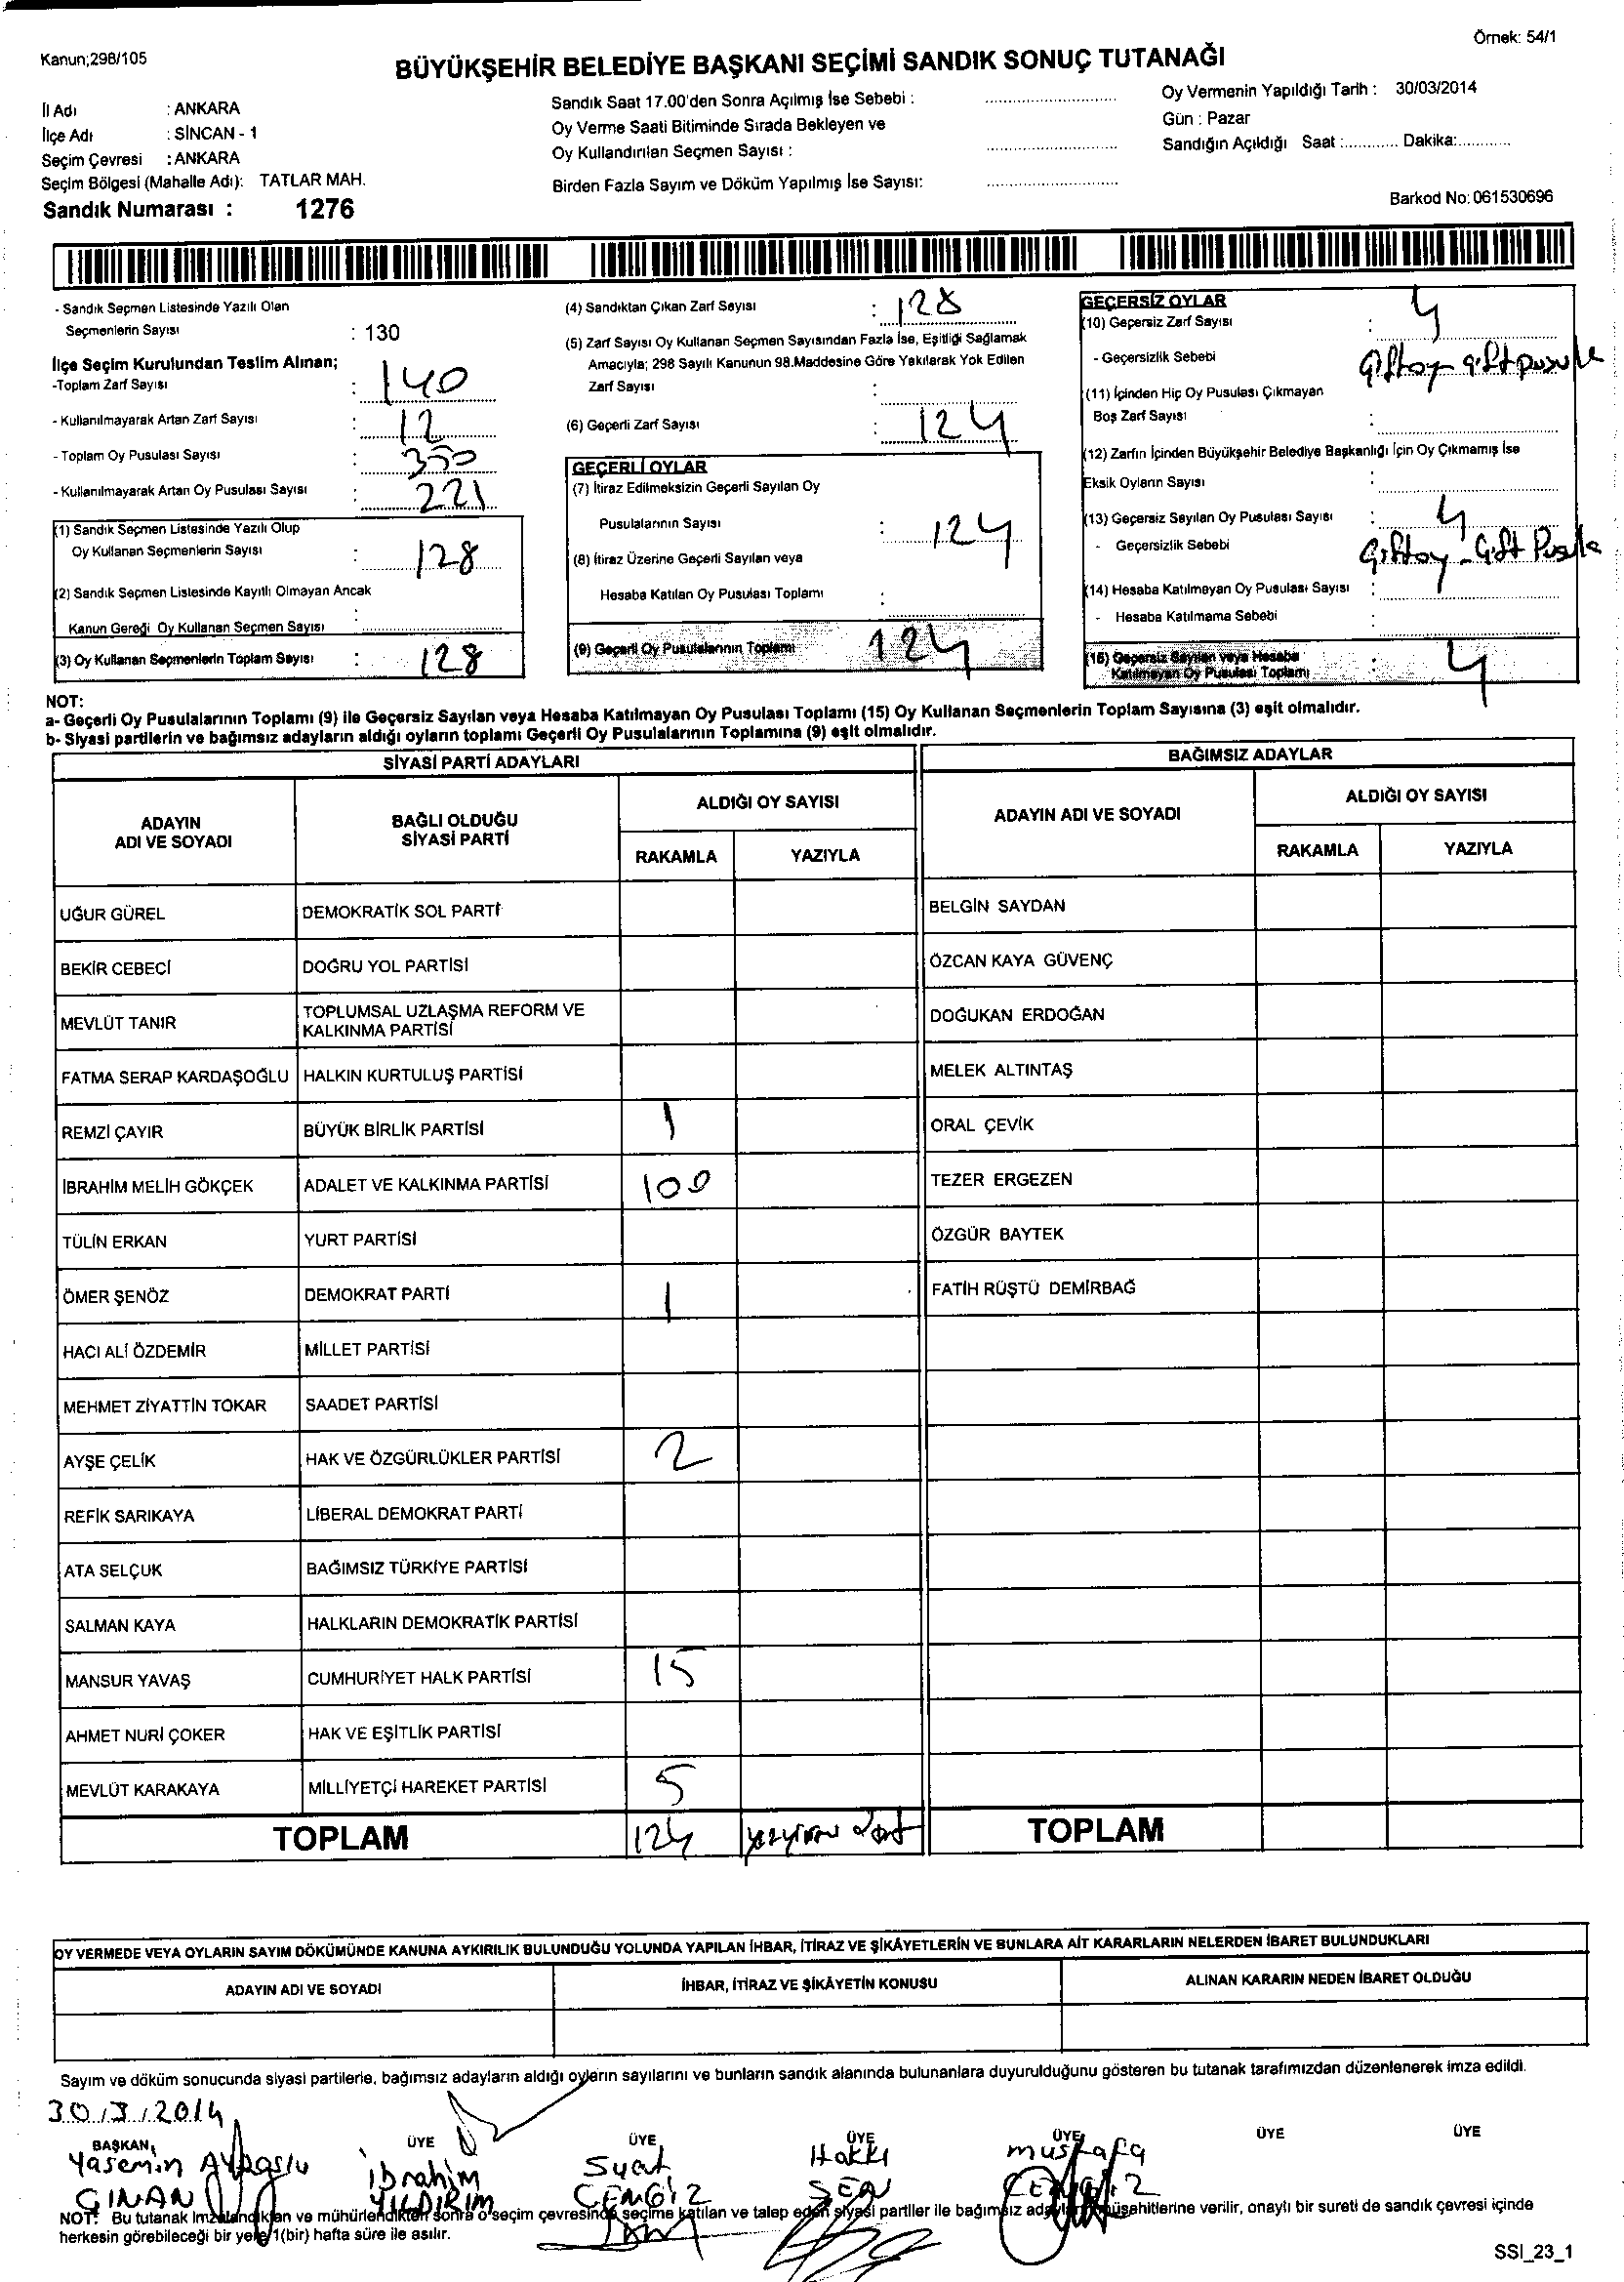 Örnek: 54/1
Kanun;298/105
BÜYÜKŞEHİR BELEDİYE BAŞKANI SEÇİMİ SANDIK SONUÇ TUTANAĞI
İl Adı : ANKARA
İlçe Adı : SİNCAN - 1
Seçim Çevresi : ANKARA
Seçim Bölgesi (Mahalle Adı): TATLAR MAH.
Sandık Numarası : 1276
Sandık Saat 17.00'den Sonra Açılmış İse Sebebi :
Oy Verme Saati Bitiminde Sırada Bekleyen ve
Oy Kullandırılan Seçmen Sayısı :
Birden Fazla Sayım ve Döküm Yapılmış İse Sayısı:
Oy Vermenin Yapıldığı Tarih : 30/03/2014
Gün : Pazar
Sandığın Açıldığı Saat :............ Dakika:...........
Barkod No: 061530696
- Sandık Seçmen Listesinde Yazılı Olan
Seçmenlerin Sayısı : 130
İlçe Seçim Kurulundan Teslim Alınan;
-Toplam Zarf Sayısı : 140
- Kullanılmayarak Artan Zarf Sayısı : 12
- Toplam Oy Pusulası Sayısı : 350
- Kullanılmayarak Artan Oy Pusulası Sayısı : 221
(1) Sandık Seçmen Listesinde Yazılı Olup
Oy Kullanan Seçmenlerin Sayısı : 128
(2) Sandık Seçmen Listesinde Kayıtlı Olmayan Ancak
Kanun Gereği Oy Kullanan Seçmen Sayısı :
(3) Oy Kullanan Seçmenlerin Toplam Sayısı : 128
(4) Sandıktan Çıkan Zarf Sayısı : 128
(5) Zarf Sayısı Oy Kullanan Seçmen Sayısından Fazla İse, Eşitliği Sağlamak
Amacıyla; 298 Sayılı Kanunun 98.Maddesine Göre Yakılarak Yok Edilen
Zarf Sayısı :
(6) Geçerli Zarf Sayısı : 124
GEÇERLİ OYLAR
(7) İtiraz Edilmeksizin Geçerli Sayılan Oy
Pusulalarının Sayısı : 124
(8) İtiraz Üzerine Geçerli Sayılan veya
Hesaba Katılan Oy Pusulası Toplamı :
(9) Geçerli Oy Pusulalarının Toplamı 124
GEÇERSİZ OYLAR
(10) Geçersiz Zarf Sayısı : 4
- Geçersizlik Sebebi Çiftoy çift pusula
(11) İçinden Hiç Oy Pusulası Çıkmayan
Boş Zarf Sayısı :
(12) Zarfın İçinden Büyükşehir Belediye Başkanlığı İçin Oy Çıkmamış İse
Eksik Oyların Sayısı :
(13) Geçersiz Sayılan Oy Pusulası Sayısı : 4
- Geçersizlik Sebebi Çiftoy - Çift Pusula
(14) Hesaba Katılmayan Oy Pusulası Sayısı :
- Hesaba Katılmama Sebebi :
(15) Geçersiz Sayılan veya Hesaba
Katılmayan Oy Pusulası Toplamı : 4
NOT:
a- Geçerli Oy Pusulalarının Toplamı (9) ile Geçersiz Sayılan veya Hesaba Katılmayan Oy Pusulası Toplamı (15) Oy Kullanan Seçmenlerin Toplam Sayısına (3) eşit olmalıdır.
b- Siyasi partilerin ve bağımsız adayların aldığı oyların toplamı Geçerli Oy Pusulalarının Toplamına (9) eşit olmalıdır.
SİYASİ PARTİ ADAYLARI
ADAYIN
ADI VE SOYADI
BAĞLI OLDUĞU
SİYASİ PARTİ
ALDIĞI OY SAYISI
RAKAMLA YAZIYLA
UĞUR GÜREL DEMOKRATİK SOL PARTİ
BEKİR CEBECİ DOĞRU YOL PARTİSİ
MEVLÜT TANIR TOPLUMSAL UZLAŞMA REFORM VE
KALKINMA PARTİSİ
FATMA SERAP KARDAŞOĞLU HALKIN KURTULUŞ PARTİSİ
REMZİ ÇAYIR BÜYÜK BİRLİK PARTİSİ 1
İBRAHİM MELİH GÖKÇEK ADALET VE KALKINMA PARTİSİ 100
TÜLİN ERKAN YURT PARTİSİ
ÖMER ŞENÖZ DEMOKRAT PARTİ 1
HACI ALİ ÖZDEMİR MİLLET PARTİSİ
MEHMET ZİYATTİN TOKAR SAADET PARTİSİ
AYŞE ÇELİK HAK VE ÖZGÜRLÜKLER PARTİSİ 2
REFİK SARIKAYA LİBERAL DEMOKRAT PARTİ
ATA SELÇUK BAĞIMSIZ TÜRKİYE PARTİSİ
SALMAN KAYA HALKLARIN DEMOKRATİK PARTİSİ
MANSUR YAVAŞ CUMHURİYET HALK PARTİSİ 15
AHMET NURİ ÇOKER HAK VE EŞİTLİK PARTİSİ
MEVLÜT KARAKAYA MİLLİYETÇİ HAREKET PARTİSİ 5
TOPLAM 124
BAĞIMSIZ ADAYLAR
ADAYIN ADI VE SOYADI
ALDIĞI OY SAYISI
RAKAMLA YAZIYLA
BELGİN SAYDAN
ÖZCAN KAYA GÜVENÇ
DOĞUKAN ERDOĞAN
MELEK ALTINTAŞ
ORAL ÇEVİK
TEZER ERGEZEN
ÖZGÜR BAYTEK
FATİH RÜŞTÜ DEMİRBAĞ
TOPLAM
OY VERMEDE VEYA OYLARIN SAYIM DÖKÜMÜNDE KANUNA AYKIRILIK BULUNDUĞU YOLUNDA YAPILAN İHBAR, İTİRAZ VE ŞİKÂYETLERİN VE BUNLARA AİT KARARLARIN NELERDEN İBARET BULUNDUKLARI
ADAYIN ADI VE SOYADI
İHBAR, İTİRAZ VE ŞİKÂYETİN KONUSU
ALINAN KARARIN NEDEN İBARET OLDUĞU
Sayım ve döküm sonucunda siyasi partilerle, bağımsız adayların aldığı oyların sayılarını ve bunların sandık alanında bulunanlara duyurulduğunu gösteren bu tutanak tarafımızdan düzenlenerek imza edildi.
30/3/2014
BAŞKAN ÜYE ÜYE ÜYE ÜYE ÜYE ÜYE
Yasemin
ÇINAN
İbrahim
YILDIRIM
Suat
CENGİZ
Hakkı
SEN
mustafa
CENGİZ
NOT: Bu tutanak İmzalandıktan ve mühürlendikten sonra o seçim çevresinde seçime katılan ve talep eden siyasi partiler ile bağımsız adayların müşahitlerine verilir, onaylı bir sureti de sandık çevresi içinde
herkesin görebileceği bir yere 1(bir) hafta süre ile asılır.
SSI_23_1